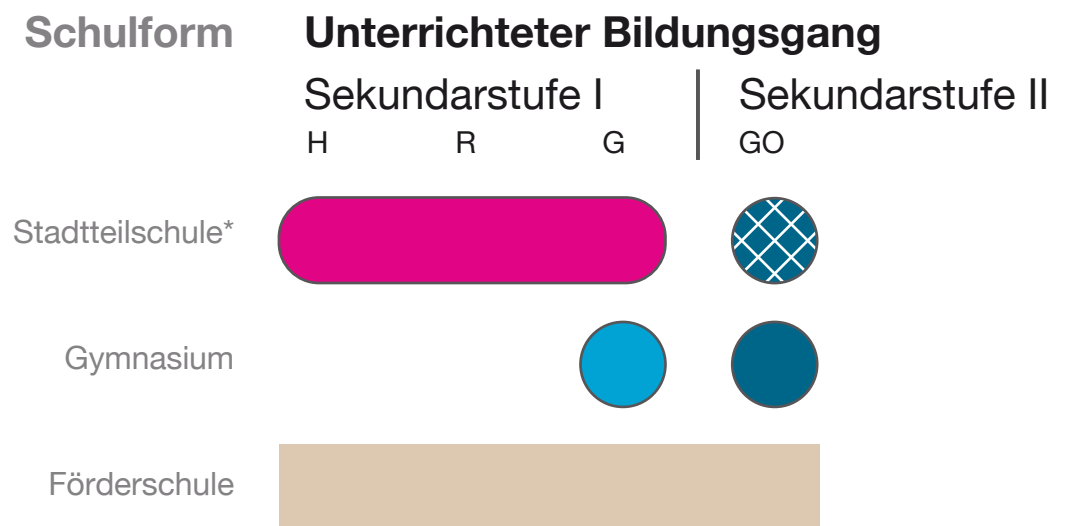 Schulform Unterrichteter Bildungsgang
Sekundarstufe I Sekundarstufe II
H R G GO
Stadtteilschule*
Gymnasium
Förderschule